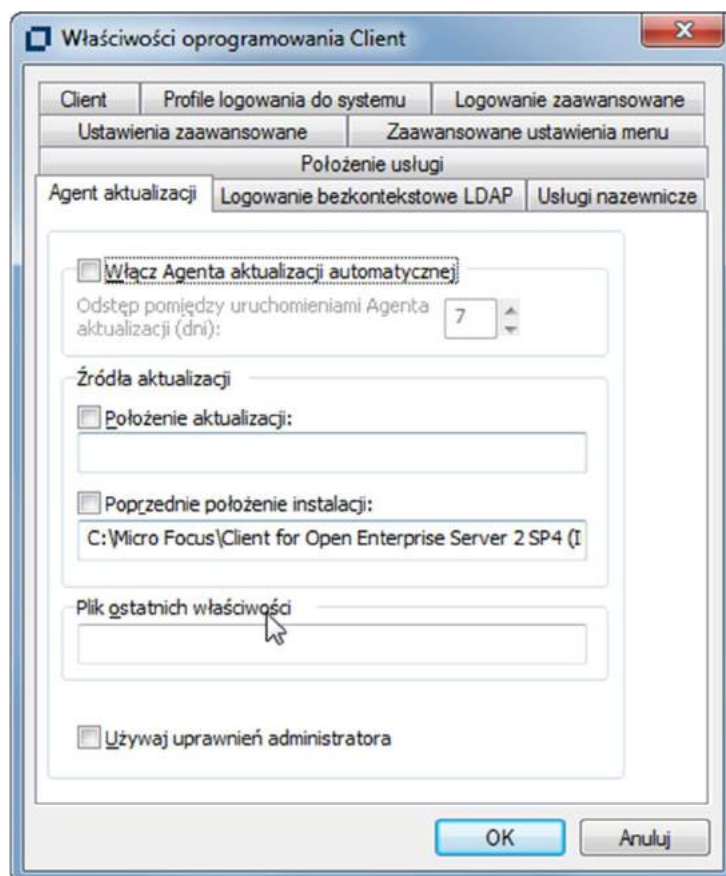 Właściwości oprogramowania Client
Client Profile logowania do systemu Logowanie zaawansowane
Ustawienia zaawansowane Zaawansowane ustawienia menu
Położenie usługi
Agent aktualizacji Logowanie bezkontekstowe LDAP Usługi nazewnicze
Włącz Agenta aktualizacji automatycznej
Odstęp pomiędzy uruchomieniami Agenta
aktualizacji (dni):
7
Źródła aktualizacji
Położenie aktualizacji:
Poprzednie położenie instalacji:
C:\Micro Focus\Client for Open Enterprise Server 2 SP4 (I
Plik ostatnich właściwości
Używaj uprawnień administratora
OK Anuluj